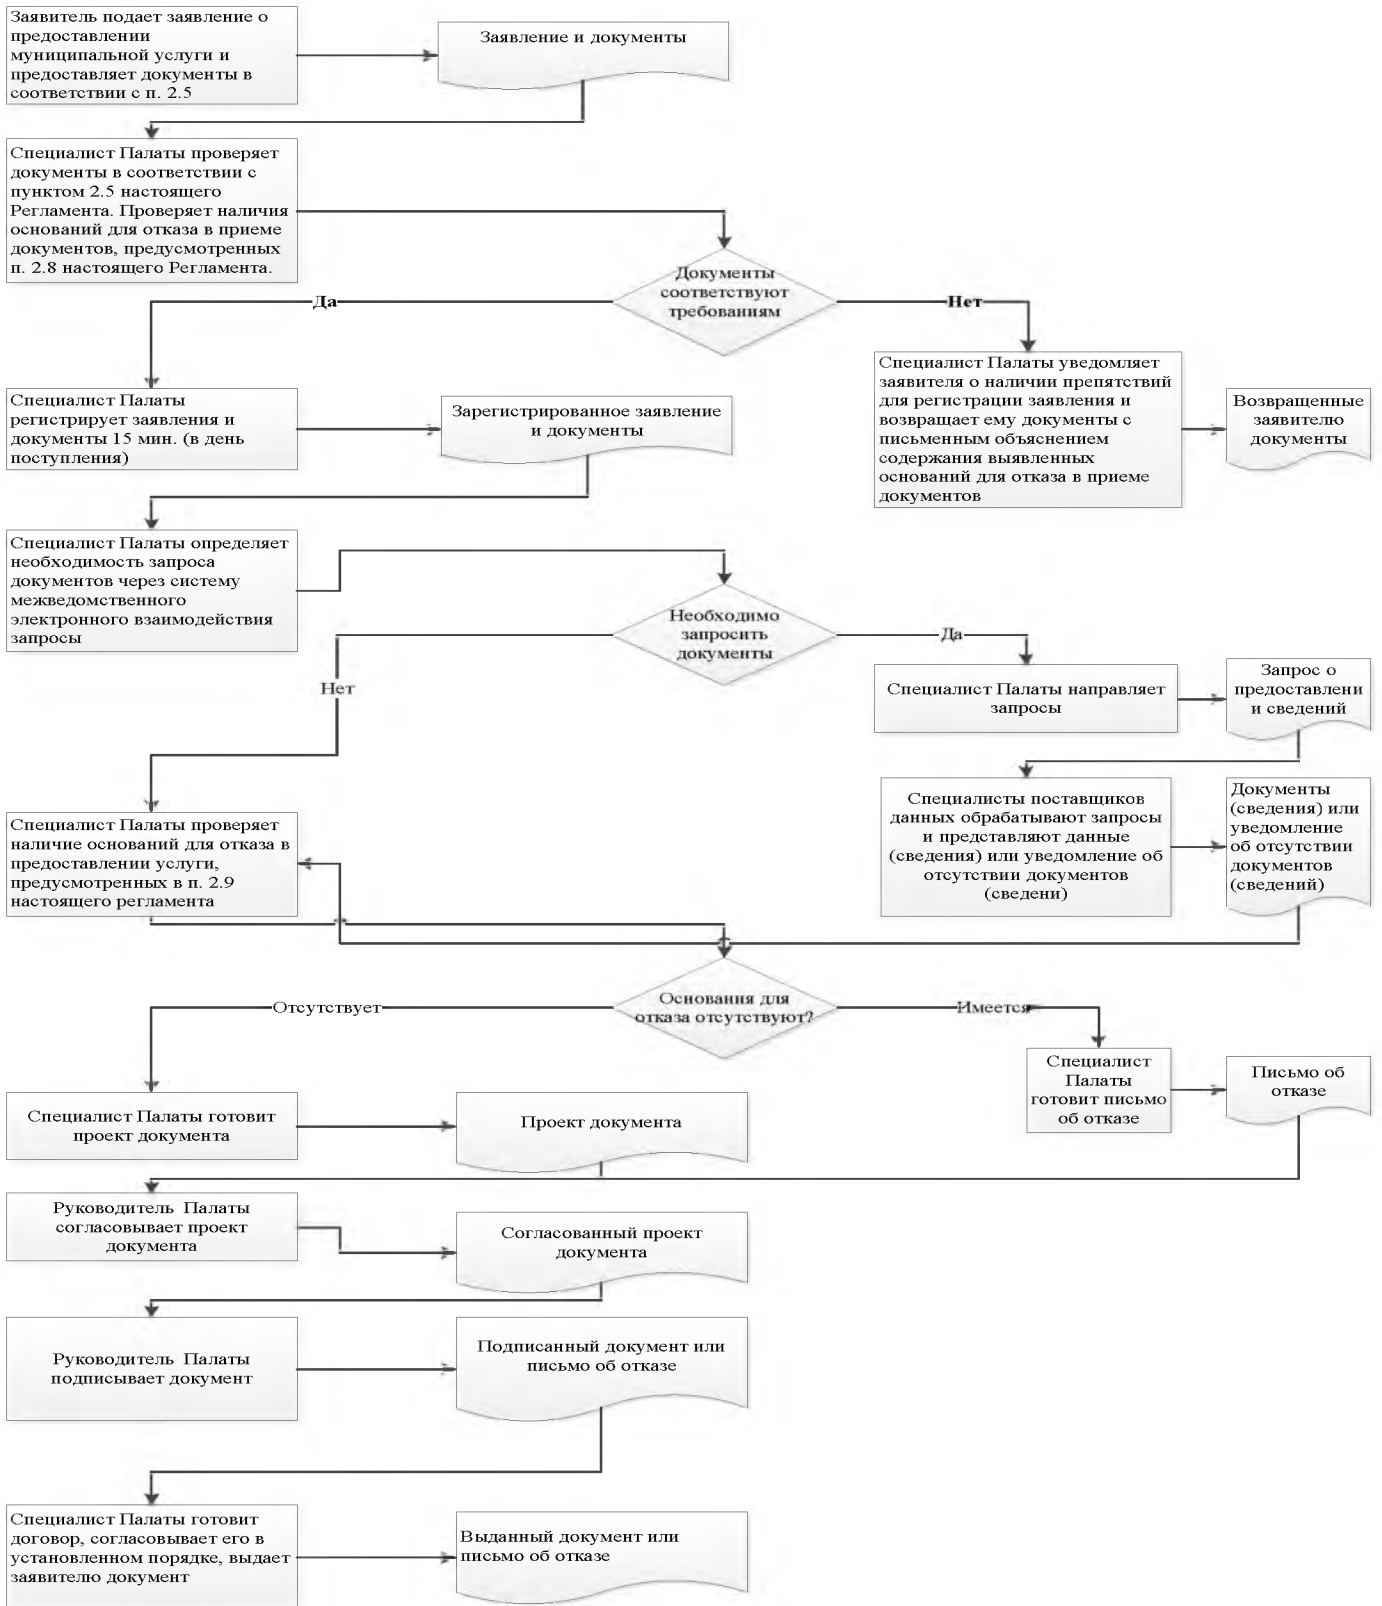 Заявитель подает заявление о
предоставлении
муниципальной услуги и
предоставляет документы в
соответствии с п. 2.5
Заявление и документы
Специалист Палаты проверяет
документы в соответствии с
пунктом 2.5 настоящего
Регламента. Проверяет наличия
оснований для отказа в приеме
документов, предусмотренных
п. 2.8 настоящего Регламента.
Документы
соответствуют
требованиям
Да
Нет
Специалист Палаты
регистрирует заявления и
документы 15 мин. (в день
поступления)
Зарегистрированное заявление
и документы
Специалист Палаты уведомляет
заявителя о наличии препятствий
для регистрации заявления и
возвращает ему документы с
письменным объяснением
содержания выявленных
оснований для отказа в приеме
документов
Возвращенные
заявителю
документы
Специалист Палаты определяет
необходимость запроса
документов через систему
межведомственного
электронного взаимодействия
запросы
Необходимо
запросить
документы
Да
Нет
Специалист Палаты направляет
запросы
Запрос о
предоставлени
и сведений
Специалисты поставщиков
данных обрабатывают запросы
и представляют данные
(сведения) или уведомление об
отсутствии документов
(сведени)
Документы
(сведения) или
уведомление
об отсутствии
документов
(сведений)
Специалист Палаты проверяет
наличие оснований для отказа в
предоставлении услуги,
предусмотренных в п. 2.9
настоящего регламента
Основания для
отказа отсутствуют?
Отсутствует
Имеется
Специалист
Палаты
готовит письмо
об отказе
Письмо об
отказе
Специалист Палаты готовит
проект документа
Проект документа
Руководитель Палаты
согласовывает проект
документа
Согласованный проект
документа
Руководитель Палаты
подписывает документ
Подписанный документ или
письмо об отказе
Специалист Палаты готовит
договор, согласовывает его в
установленном порядке, выдает
заявителю документ
Выданный документ или
письмо об отказе